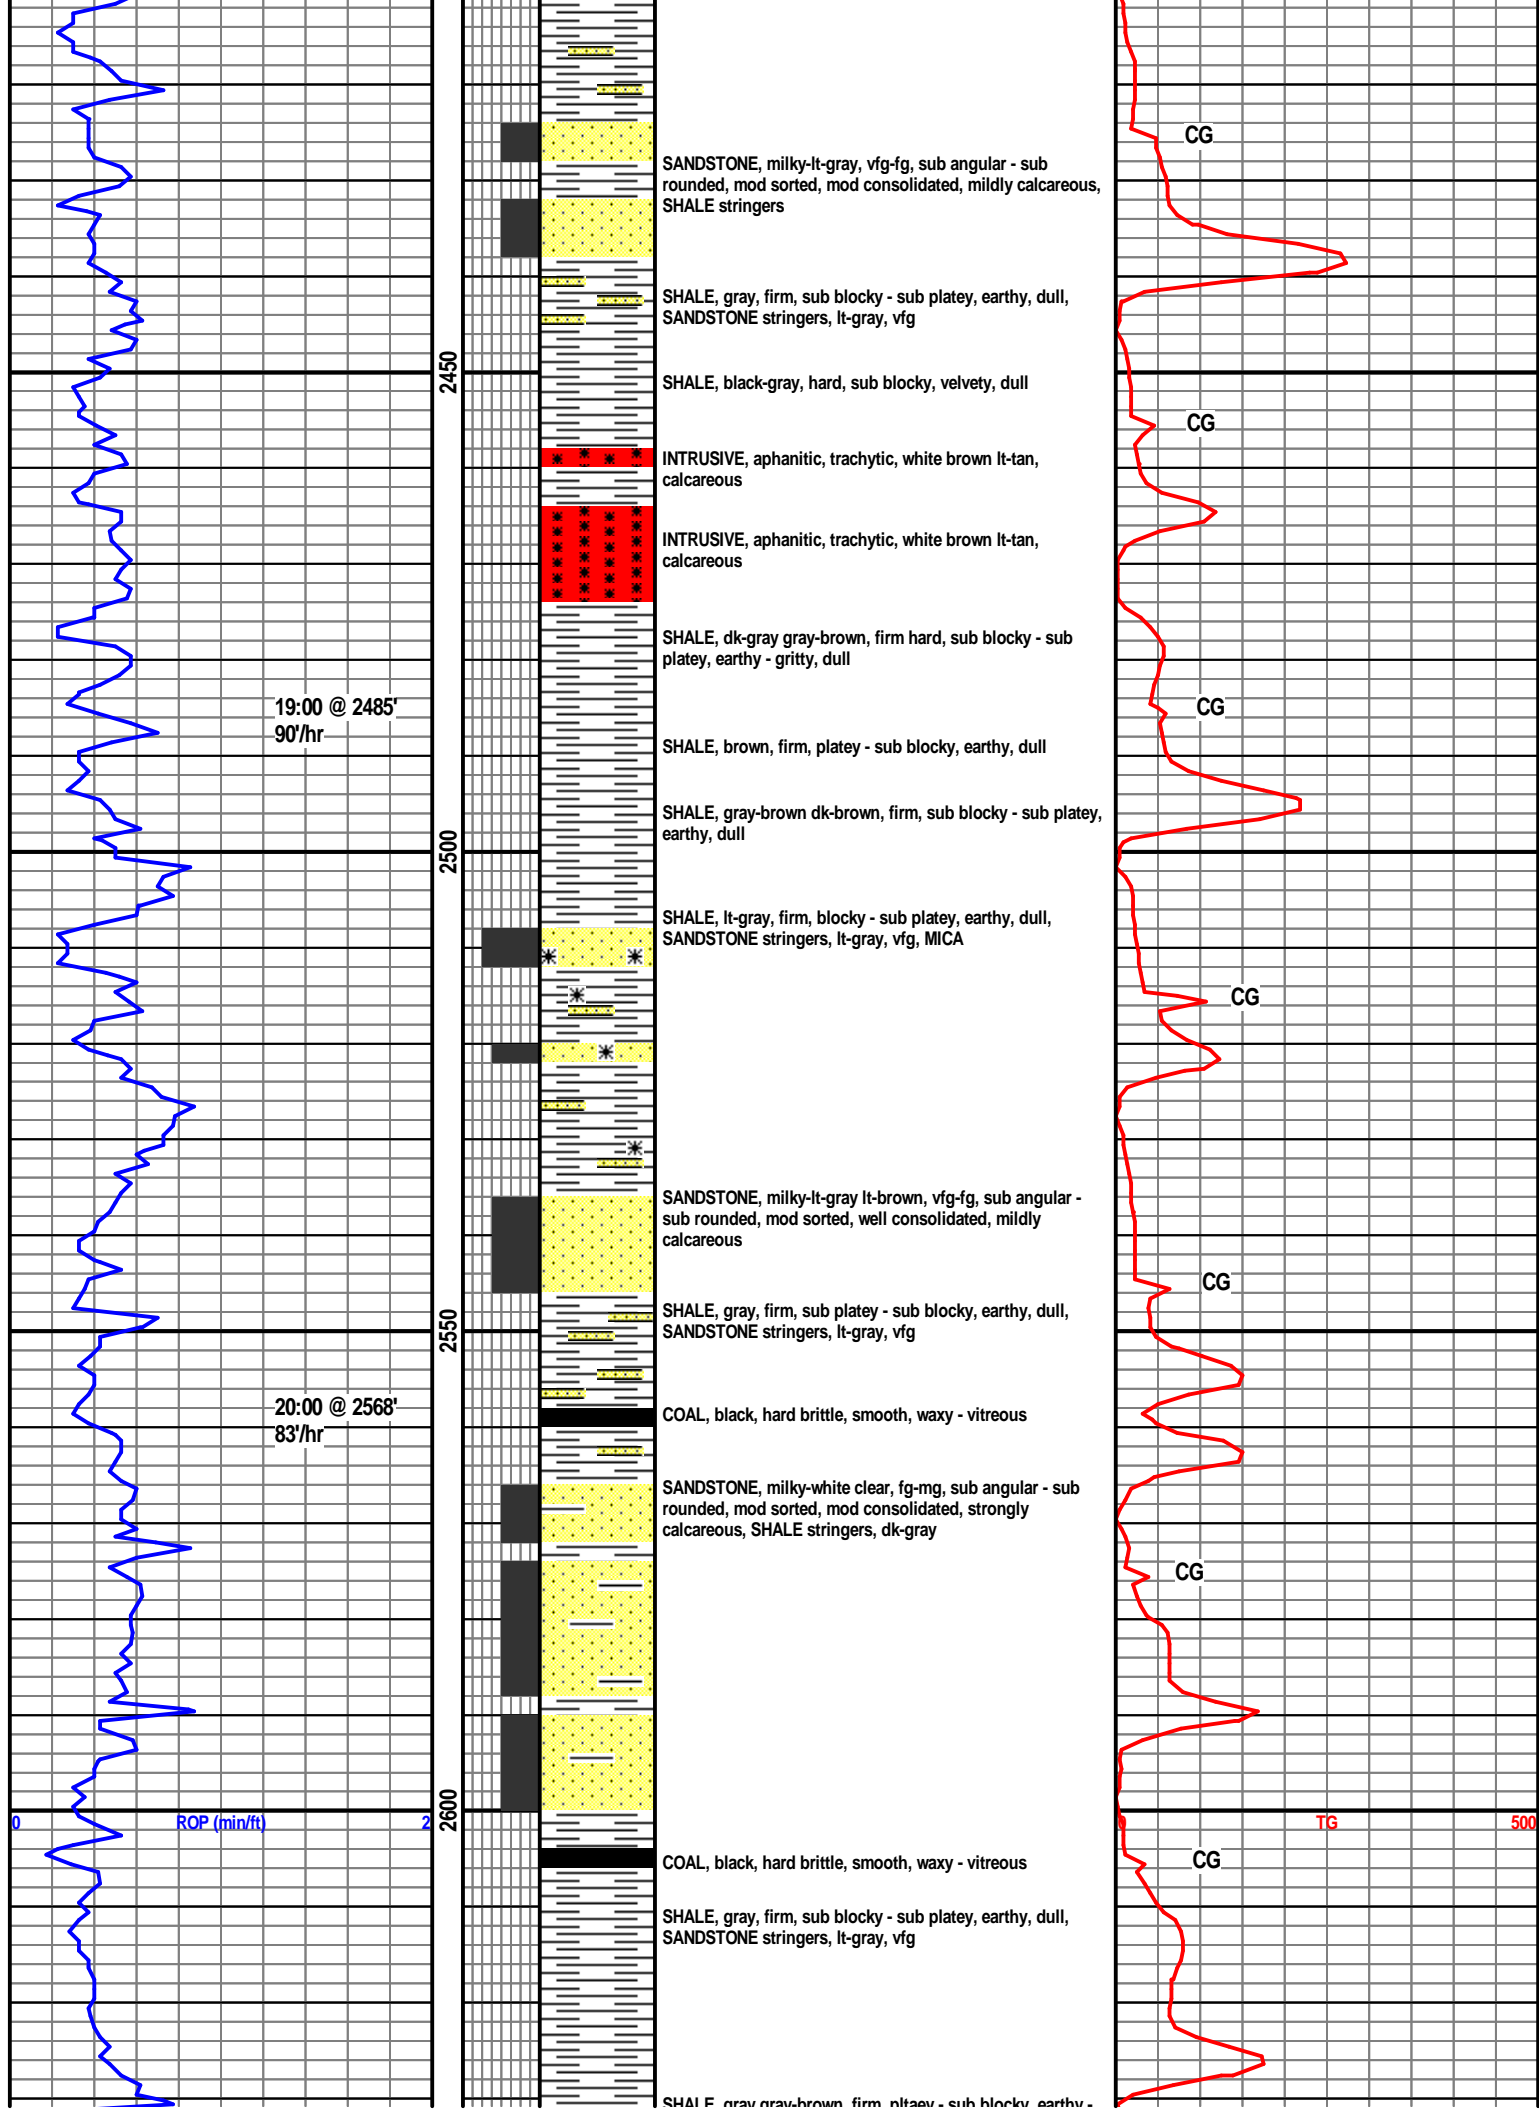 CG
SANDSTONE, milky-lt-gray, vfg-fg, sub angular - sub
rounded, mod sorted, mod consolidated, mildly calcareous,
SHALE stringers
SHALE, gray, firm, sub blocky - sub platey, earthy, dull,
SANDSTONE stringers, lt-gray, vfg
2450
SHALE, black-gray, hard, sub blocky, velvety, dull
CG
INTRUSIVE, aphanitic, trachytic, white brown lt-tan,
calcareous
INTRUSIVE, aphanitic, trachytic, white brown lt-tan,
calcareous
SHALE, dk-gray gray-brown, firm hard, sub blocky - sub
platey, earthy - gritty, dull
19:00 @ 2485'
90'/hr
CG
SHALE, brown, firm, platey - sub blocky, earthy, dull
SHALE, gray-brown dk-brown, firm, sub blocky - sub platey,
earthy, dull
2500
SHALE, lt-gray, firm, blocky - sub platey, earthy, dull,
SANDSTONE stringers, lt-gray, vfg, MICA
CG
SANDSTONE, milky-lt-gray lt-brown, vfg-fg, sub angular -
sub rounded, mod sorted, well consolidated, mildly
calcareous
CG
SHALE, gray, firm, sub platey - sub blocky, earthy, dull,
SANDSTONE stringers, lt-gray, vfg
2550
20:00 @ 2568'
83'/hr
COAL, black, hard brittle, smooth, waxy - vitreous
SANDSTONE, milky-white clear, fg-mg, sub angular - sub
rounded, mod sorted, mod consolidated, strongly
calcareous, SHALE stringers, dk-gray
CG
2600
0 ROP (min/ft) 2
0 TG 500
COAL, black, hard brittle, smooth, waxy - vitreous
CG
SHALE, gray, firm, sub blocky - sub platey, earthy, dull,
SANDSTONE stringers, lt-gray, vfg
SHALE, gray gray-brown, firm, pltaey - sub blocky, earthy -